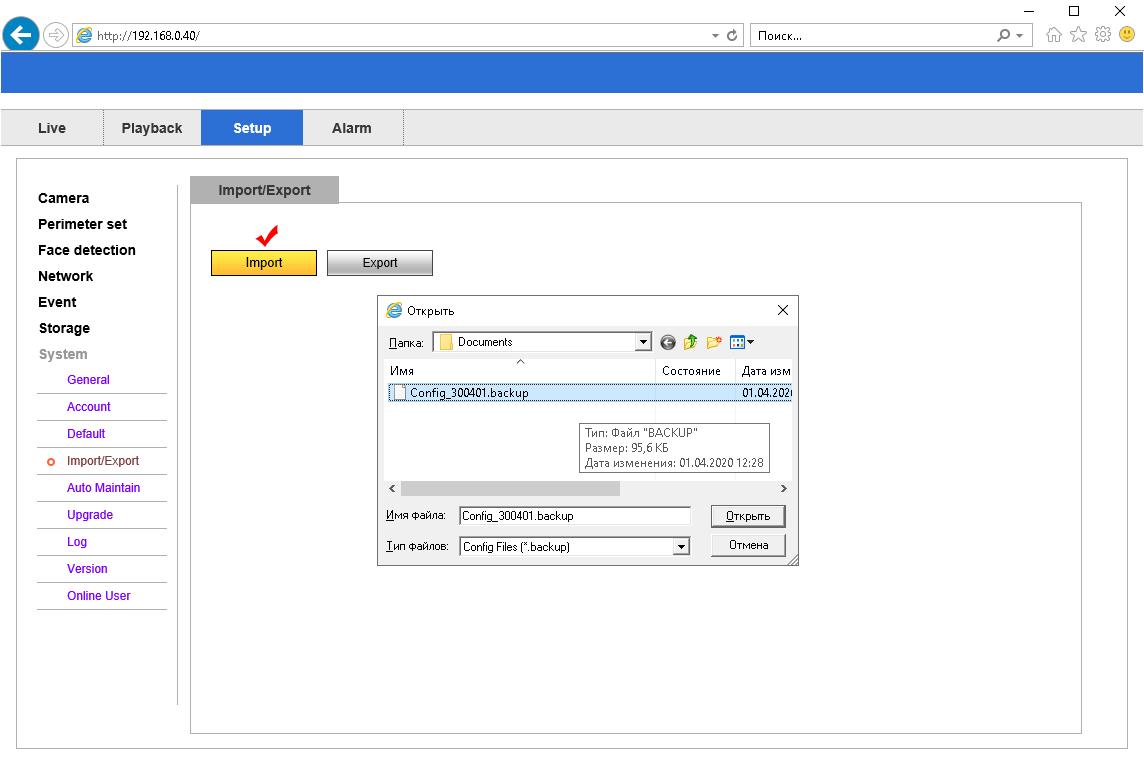 http://192.168.0.40/
Поиск...
Live Playback Setup Alarm
Import/Export
Camera
Perimeter set
Face detection
Network
Event
Storage
System
General
Account
Default
Import/Export
Auto Maintain
Upgrade
Log
Version
Online User
Import Export
Открыть
Папка: Documents
Имя Состояние Дата изм
Config_300401.backup 01.04.2020
Тип: Файл "BACKUP"
Размер: 95,6 КБ
Дата изменения: 01.04.2020 12:28
Имя файла: Config_300401.backup Открыть
Тип файлов: Config Files (*.backup) Отмена